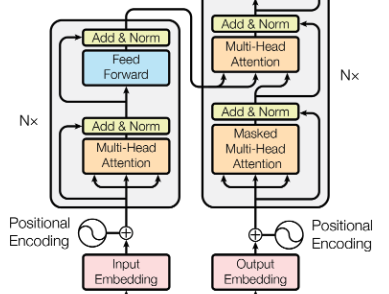 Add & Norm
Feed
Forward
Nx
Add & Norm
Multi-Head
Attention
Positional
Encoding
Input
Embedding
Add & Norm
Multi-Head
Attention
Nx
Add & Norm
Masked
Multi-Head
Attention
Positional
Encoding
Output
Embedding